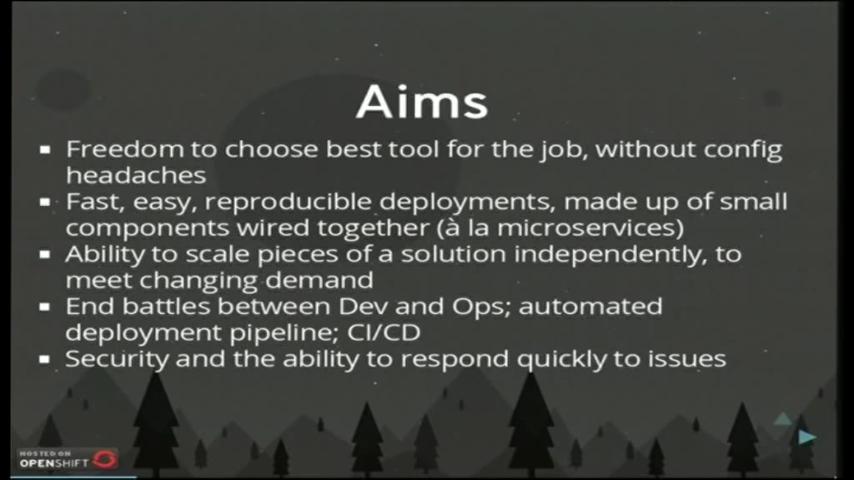 Aims
Freedom to choose best tool for the job, without config
headaches
Fast, easy, reproducible deployments, made up of small
components wired together (à la microservices)
Ability to scale pieces of a solution independently, to
meet changing demand
End battles between Dev and Ops; automated
deployment pipeline; CI/CD
Security and the ability to respond quickly to issues
HOSTED ON
OPENSHIFT